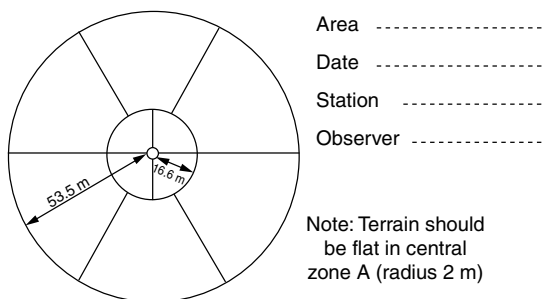 Area
Date
Station
Observer
53.5 m
16.6 m
Note: Terrain should
be flat in central
zone A (radius 2 m)